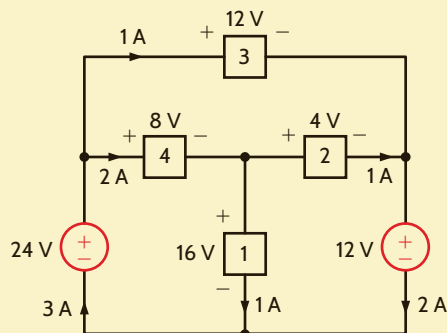 12 V
1 A
+ 3 −
8 V
4 V
+ 4 −
+ 2 −
2 A
1 A
+
24 V
+
−
16 V
1
12 V
+
−
−
3 A
1 A
2 A